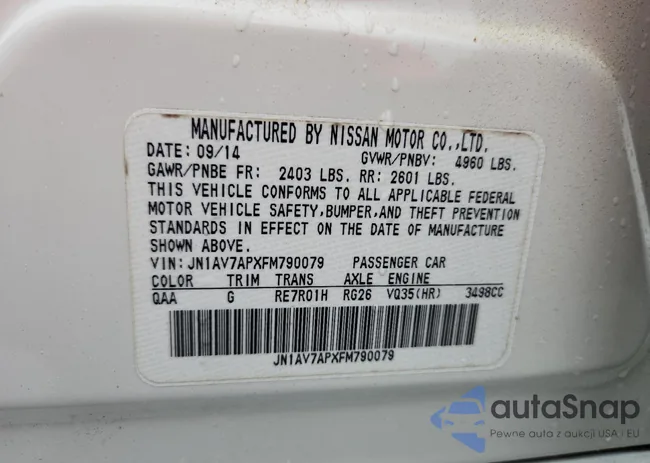 MANUFACTURED BY NISSAN MOTOR CO.,LTD.
DATE: 09/14 GVWR/PNBV: 4960 LBS.
GAWR/PNBE FR: 2403 LBS. RR: 2601 LBS.
THIS VEHICLE CONFORMS TO ALL APPLICABLE FEDERAL
MOTOR VEHICLE SAFETY,BUMPER,AND THEFT PREVENTION
STANDARDS IN EFFECT ON THE DATE OF MANUFACTURE
SHOWN ABOVE.
VIN: JN1AV7APXFM790079 PASSENGER CAR
COLOR TRIM TRANS AXLE ENGINE
QAA G RE7R01H RG26 VQ35(HR) 3498CC
JN1AV7APXFM790079
autaSnap
Pewne auta z aukcji USA i EU